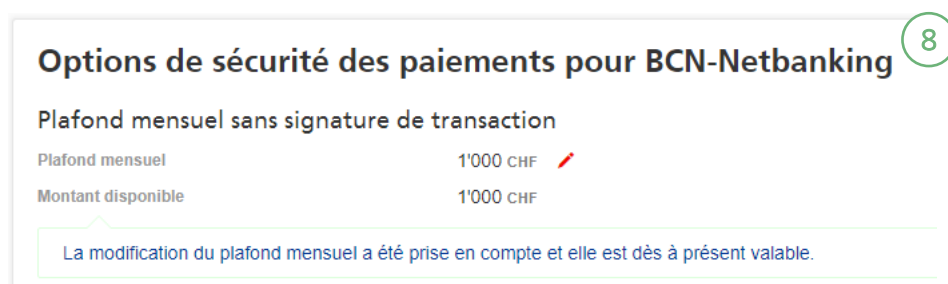 8
Options de sécurité des paiements pour BCN-Netbanking
Plafond mensuel sans signature de transaction
Plafond mensuel 1'000 CHF
Montant disponible 1'000 CHF
La modification du plafond mensuel a été prise en compte et elle est dès à présent valable.